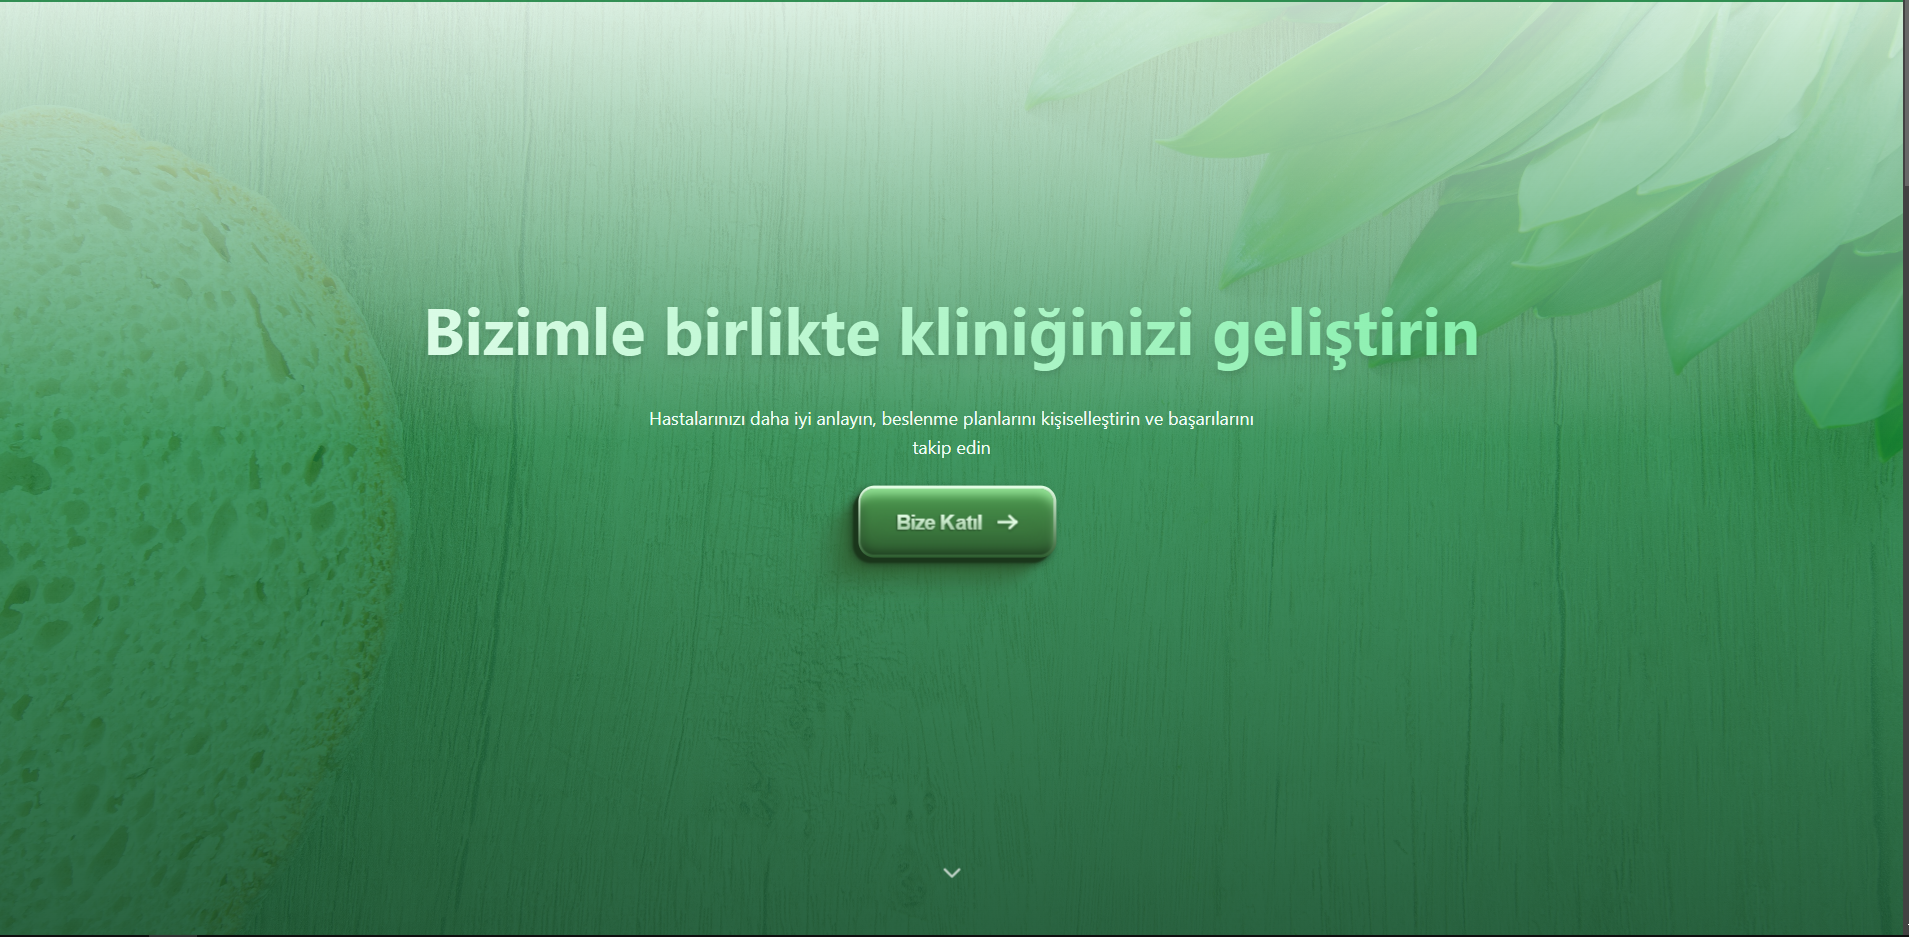 Bizimle birlikte kliniğinizi geliştirin
Hastalarınızı daha iyi anlayın, beslenme planlarını kişiselleştirin ve başarılarını
takip edin
Bize Katıl